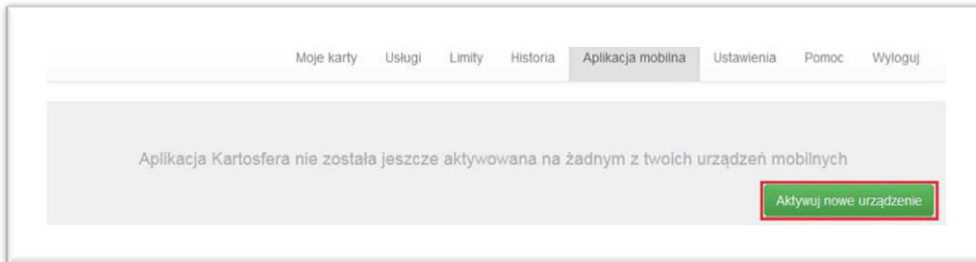 Moje karty Usługi Limity Historia Aplikacja mobilna Ustawienia Pomoc Wyloguj
Aplikacja Kartosfera nie została jeszcze aktywowana na żadnym z twoich urządzeń mobilnych
Aktywuj nowe urządzenie